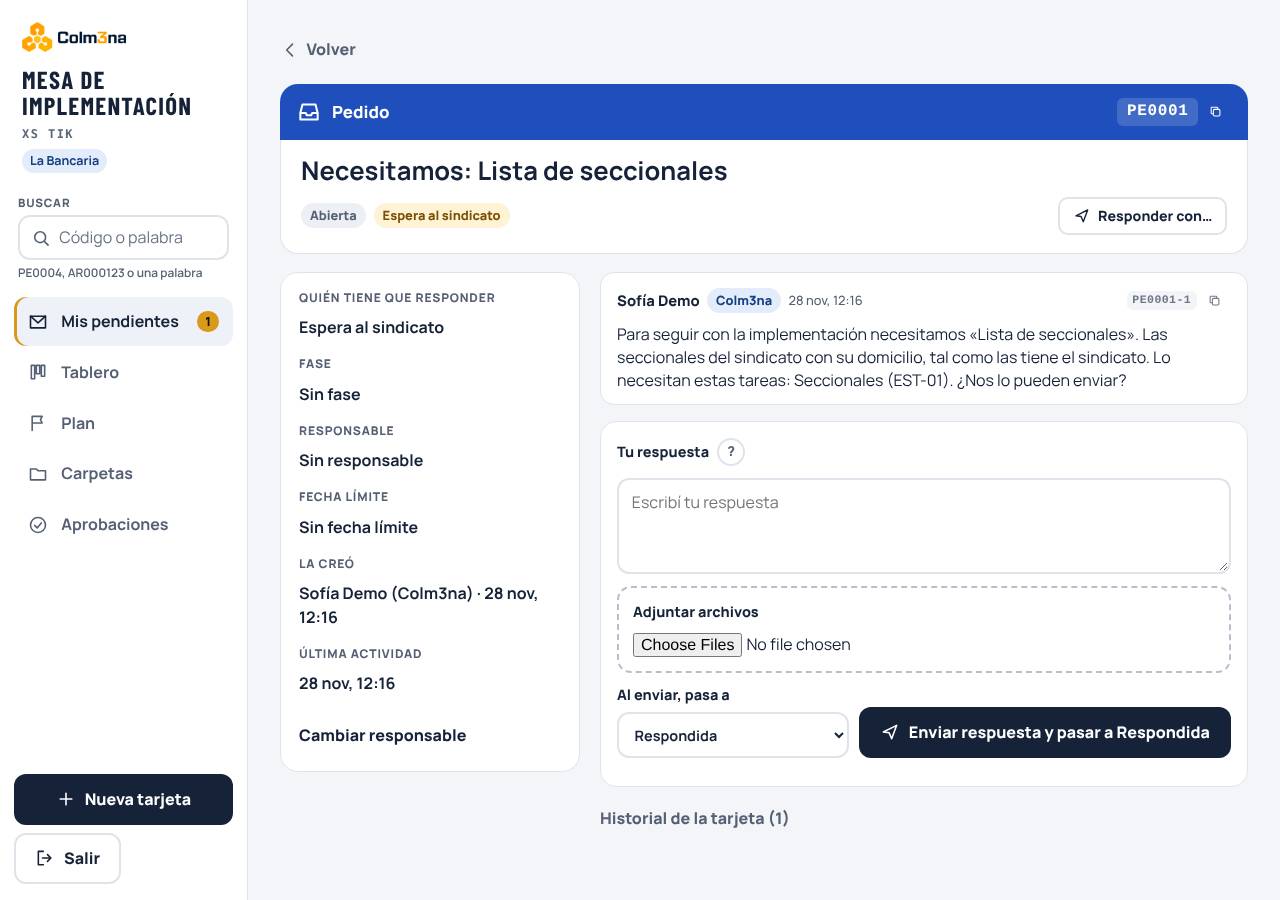 Colm3na
MESA DE
IMPLEMENTACIÓN
XS TIK
La Bancaria
BUSCAR
Código o palabra
PE0004, AR000123 o una palabra
Mis pendientes 1
Tablero
Plan
Carpetas
Aprobaciones
Nueva tarjeta
Salir
Volver
Pedido PE0001
Necesitamos: Lista de seccionales
Abierta Espera al sindicato Responder con...
QUIÉN TIENE QUE RESPONDER
Espera al sindicato
FASE
Sin fase
RESPONSABLE
Sin responsable
FECHA LÍMITE
Sin fecha límite
LA CREÓ
Sofía Demo (Colm3na) · 28 nov,
12:16
ÚLTIMA ACTIVIDAD
28 nov, 12:16
Cambiar responsable
Sofía Demo Colm3na 28 nov, 12:16 PE0001-1
Para seguir con la implementación necesitamos «Lista de seccionales». Las
seccionales del sindicato con su domicilio, tal como las tiene el sindicato. Lo
necesitan estas tareas: Seccionales (EST-01). ¿Nos lo pueden enviar?
Tu respuesta ?
Escribí tu respuesta
Adjuntar archivos
Choose Files No file chosen
Al enviar, pasa a
Respondida Enviar respuesta y pasar a Respondida
Historial de la tarjeta (1)